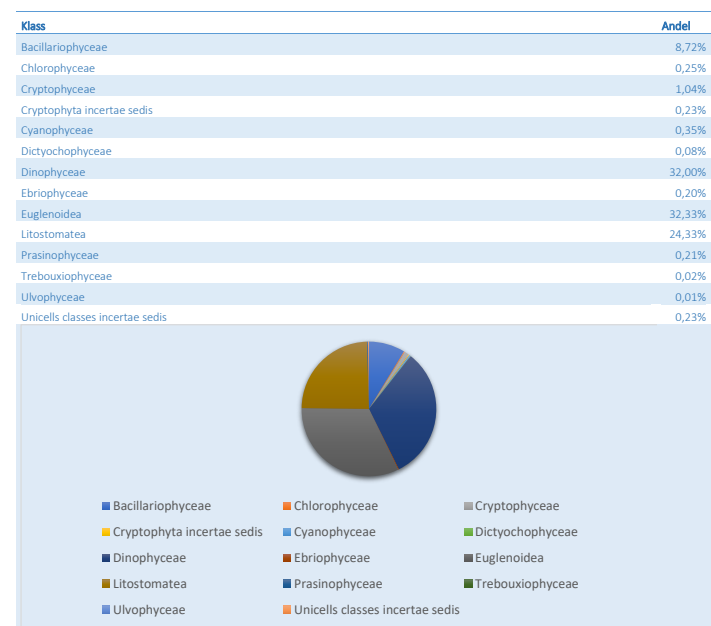 Klass Andel
Bacillariophyceae 8,72%
Chlorophyceae 0,25%
Cryptophyceae 1,04%
Cryptophyta incertae sedis 0,23%
Cyanophyceae 0,35%
Dictyochophyceae 0,08%
Dinophyceae 32,00%
Ebriophyceae 0,20%
Euglenoidea 32,33%
Litostomatea 24,33%
Prasinophyceae 0,21%
Trebouxiophyceae 0,02%
Ulvophyceae 0,01%
Unicells classes incertae sedis 0,23%
Bacillariophyceae Chlorophyceae Cryptophyceae
Cryptophyta incertae sedis Cyanophyceae Dictyochophyceae
Dinophyceae Ebriophyceae Euglenoidea
Litostomatea Prasinophyceae Trebouxiophyceae
Ulvophyceae Unicells classes incertae sedis